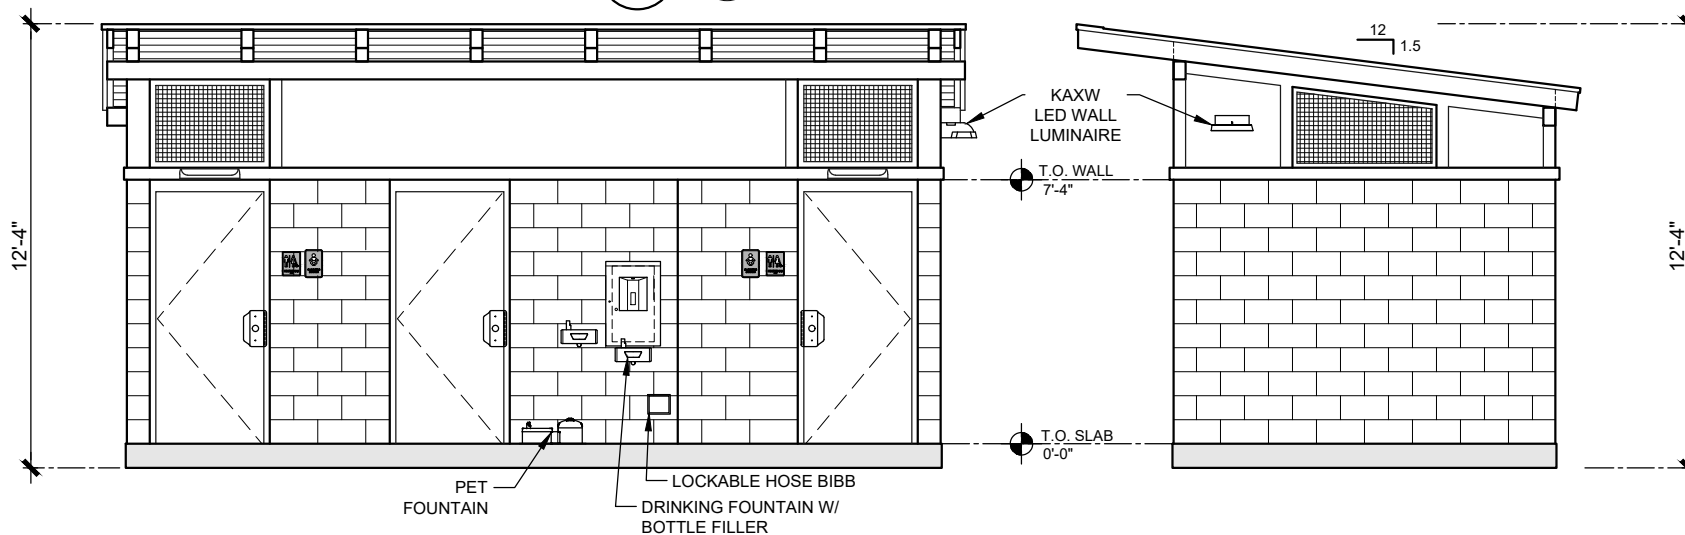 12
1.5
KAXW
LED WALL
LUMINAIRE
T.O. WALL
7'-4"
12'-4"
12'-4"
T.O. SLAB
0'-0"
PET
FOUNTAIN
LOCKABLE HOSE BIBB
DRINKING FOUNTAIN W/
BOTTLE FILLER